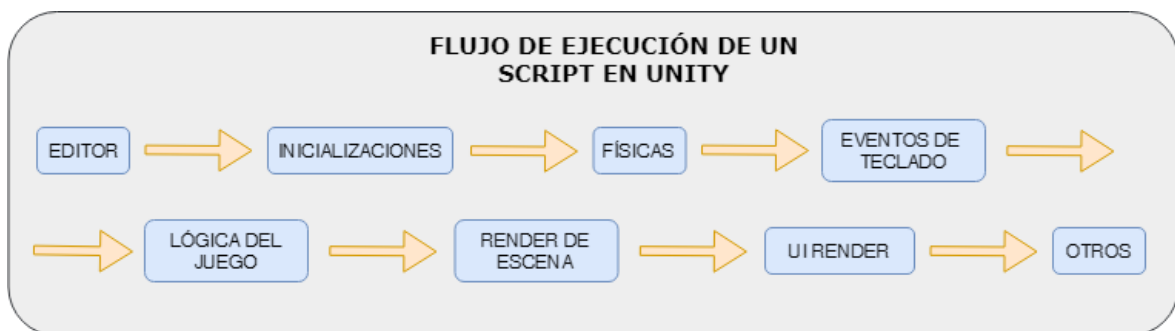 FLUJO DE EJECUCIÓN DE UN
SCRIPT EN UNITY
EDITOR
INICIALIZACIONES
FÍSICAS
EVENTOS DE
TECLADO
LÓGICA DEL
JUEGO
RENDER DE
ESCENA
UI RENDER
OTROS